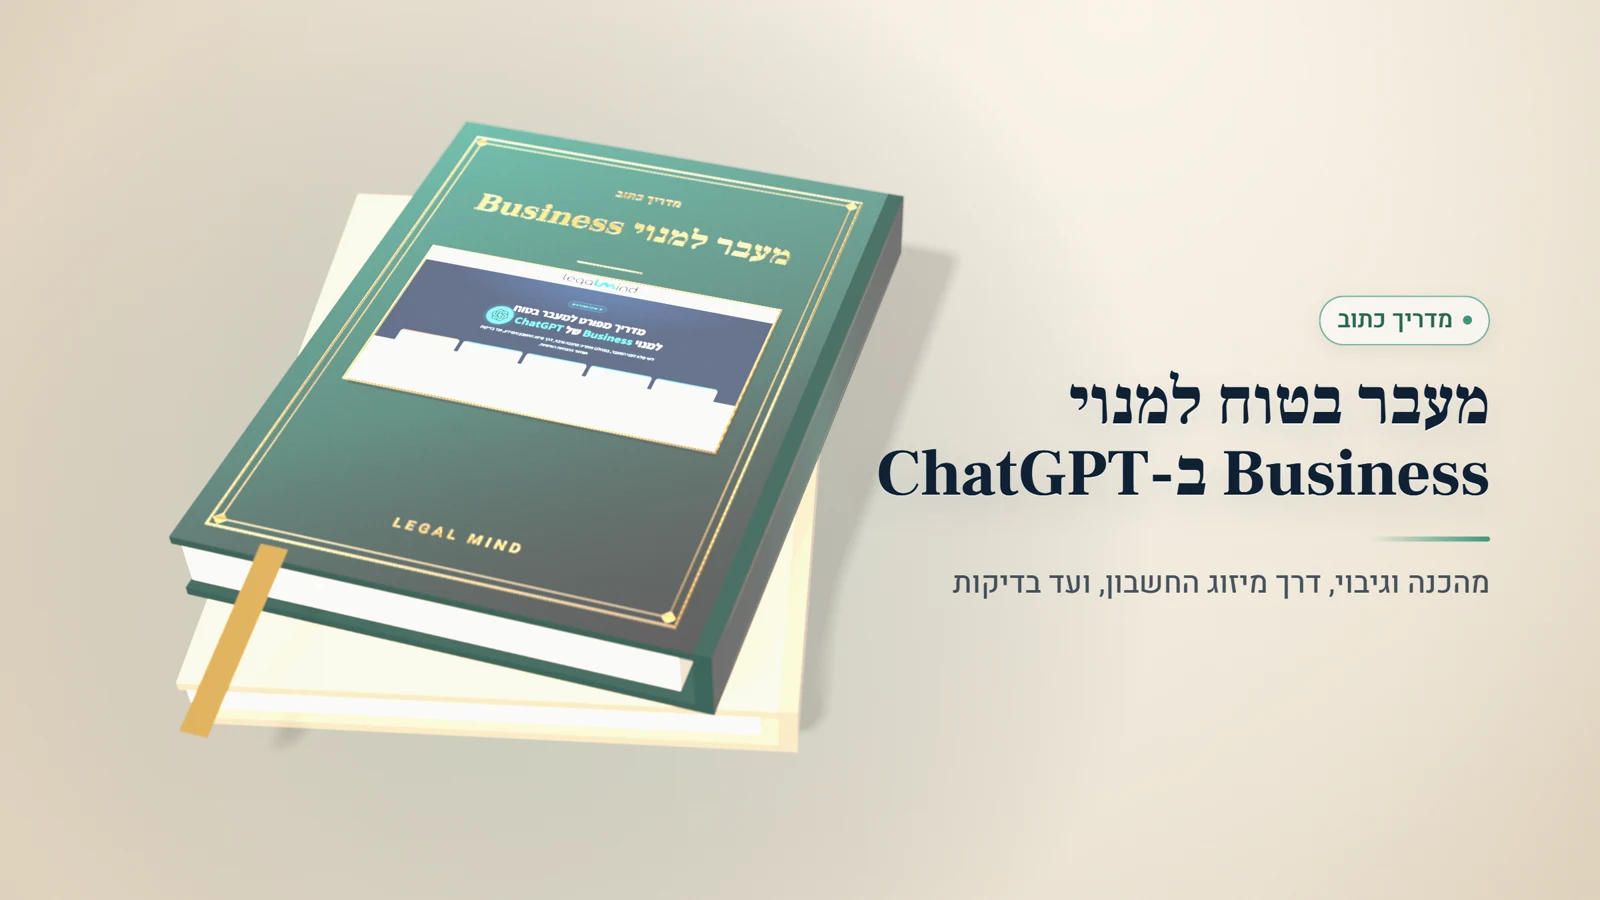 מדריך כתוב
מעבר בטוח למנוי
Business ב-ChatGPT
מהכנה וגיבוי, דרך מיזוג החשבון, ועד בדיקות
מדריך כתוב
מעבר למנוי Business
legalmind
מדריך מפורט למעבר בטוח
למנוי Business של ChatGPT
LEGAL MIND